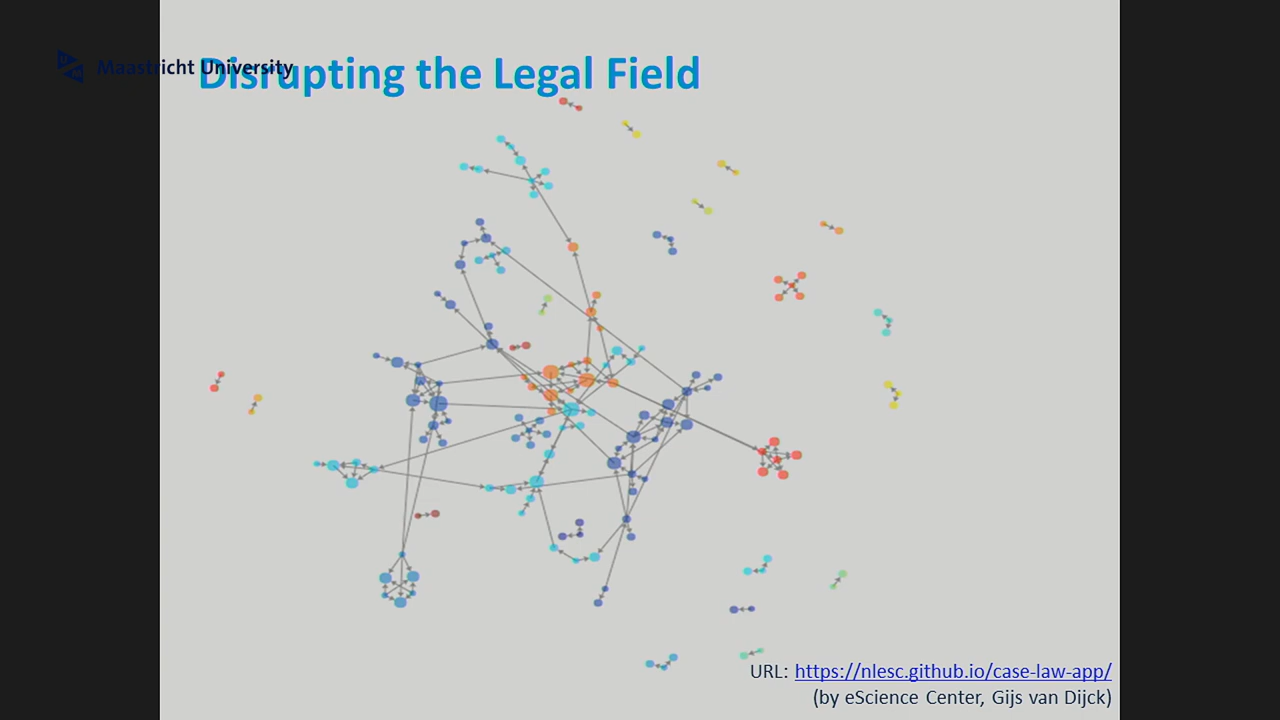 Maastricht University
Disrupting the Legal Field
URL: https://nlesc.github.io/case-law-app/
(by eScience Center, Gijs van Dijck)